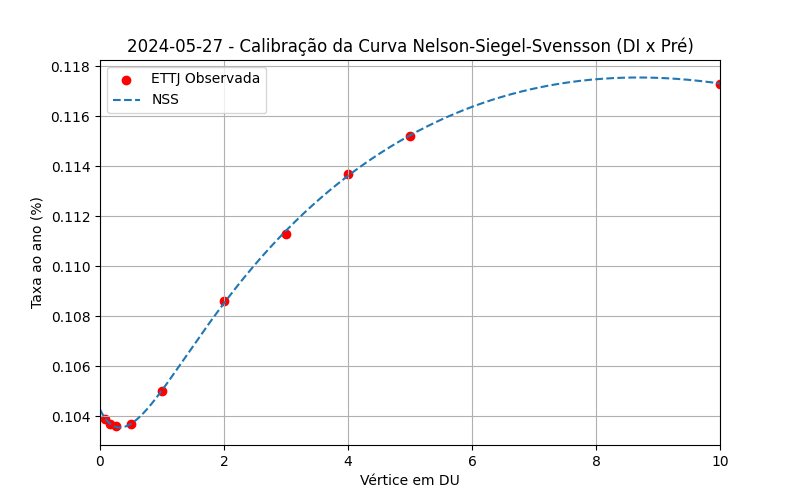 2024-05-27 - Calibração da Curva Nelson-Siegel-Svensson (DI x Pré)
ETTJ Observada
NSS
Taxa ao ano (%)
0.118
0.116
0.114
0.112
0.110
0.108
0.106
0.104
0
2
4
6
8
10
Vértice em DU